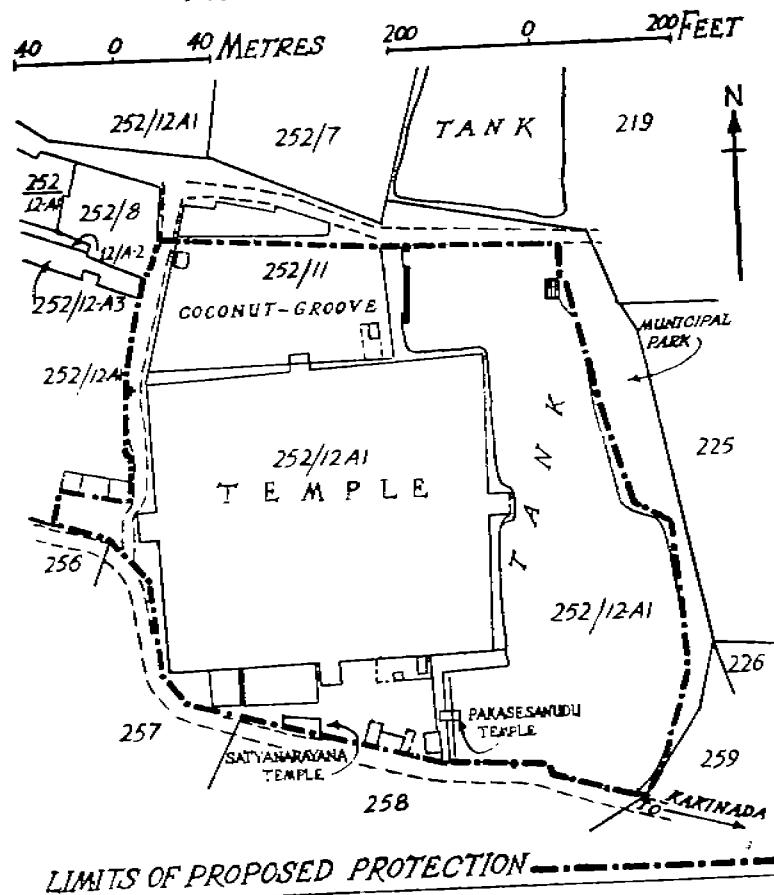 40 0 40 METRES 200 0 200 FEET
252/12A1
252/7
TANK
219
N
252
12-A1
252/8
12/A-2
252/11
252/12-A3
COCONUT-GROOVE
MUNICIPAL
PARK
252/12A1
225
252/12A1
TEMPLE
TANK
256
252/12-A1
226
257
PAKASESANUDU
TEMPLE
SATYANARAYANA
TEMPLE
259
258
TO KAKINADA
LIMITS OF PROPOSED PROTECTION